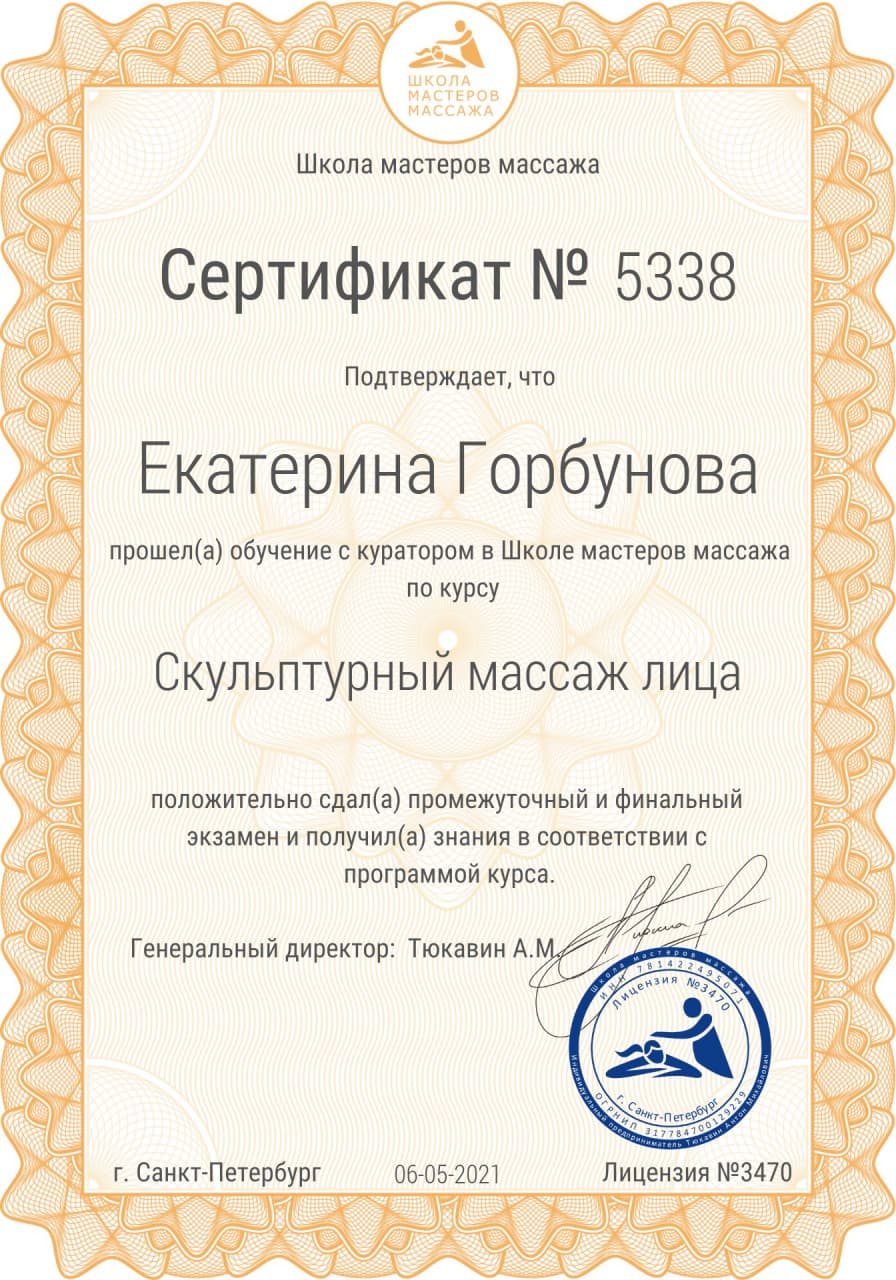 ШКОЛА
МАСТЕРОВ
МАССАЖА
Школа мастеров массажа
Сертификат № 5338
Подтверждает, что
Екатерина Горбунова
прошел(а) обучение с куратором в Школе мастеров массажа
по курсу
Скульптурный массаж лица
положительно сдал(а) промежуточный и финальный
экзамен и получил(а) знания в соответствии с
программой курса.
Генеральный директор: Тюкавин А.М.
Школа мастеров массажа
ИНН 781422495071
Лицензия №3470
г. Санкт-Петербург
ОГРНИП 317784700129229
Индивидуальный предприниматель Тюкавин Антон Михайлович
г. Санкт-Петербург
06-05-2021
Лицензия №3470